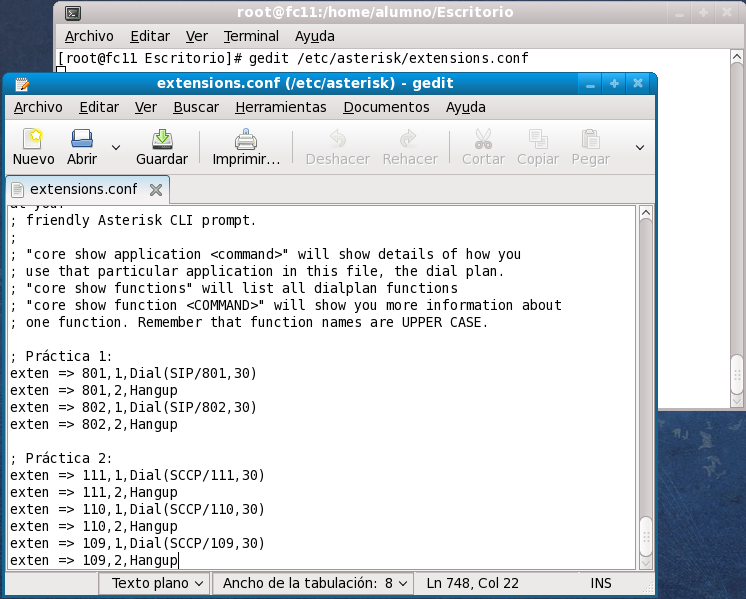 root@fc11:/home/alumno/Escritorio
Archivo Editar Ver Terminal Ayuda
[root@fc11 Escritorio]# gedit /etc/asterisk/extensions.conf
extensions.conf (/etc/asterisk) - gedit
Archivo Editar Ver Buscar Herramientas Documentos Ayuda
Nuevo Abrir Guardar Imprimir... Deshacer Rehacer Cortar Copiar Pegar
extensions.conf
at your
; friendly Asterisk CLI prompt.
;
; "core show application <command>" will show details of how you
; use that particular application in this file, the dial plan.
; "core show functions" will list all dialplan functions
; "core show function <COMMAND>" will show you more information about
; one function. Remember that function names are UPPER CASE.
; Práctica 1:
exten => 801,1,Dial(SIP/801,30)
exten => 801,2,Hangup
exten => 802,1,Dial(SIP/802,30)
exten => 802,2,Hangup
; Práctica 2:
exten => 111,1,Dial(SCCP/111,30)
exten => 111,2,Hangup
exten => 110,1,Dial(SCCP/110,30)
exten => 110,2,Hangup
exten => 109,1,Dial(SCCP/109,30)
exten => 109,2,Hangup
Texto plano Ancho de la tabulación: 8 Ln 748, Col 22 INS